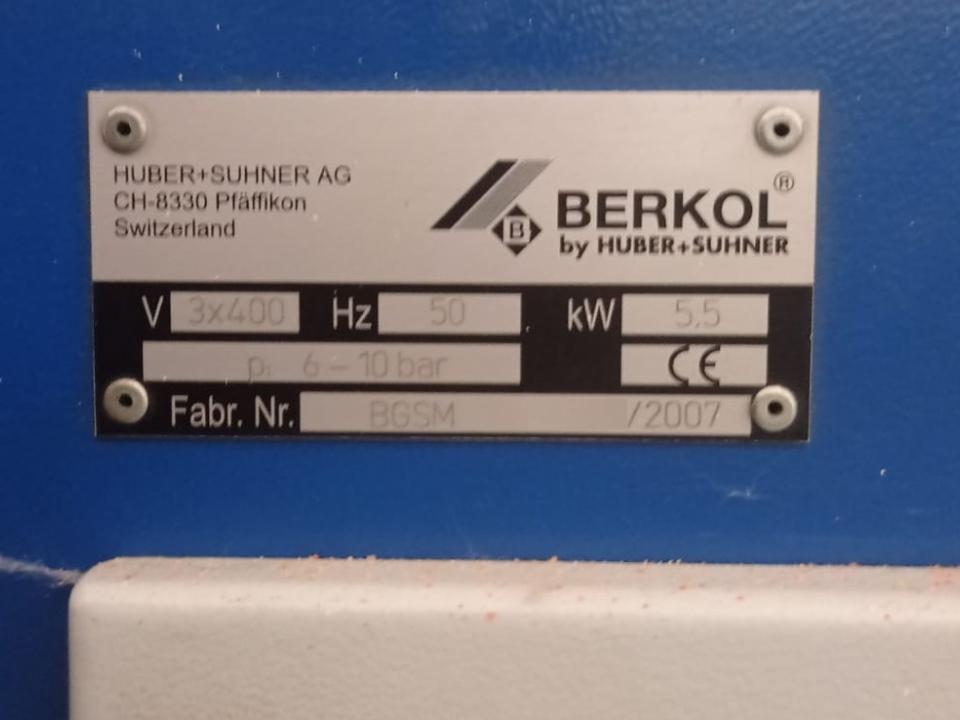 HUBER+SUHNER AG
CH-8330 Pfäffikon
Switzerland
B
BERKOL®
by HUBER+SUHNER
V 3x400 Hz 50 kW 5,5
p: 6 – 10 bar CE
Fabr. Nr. BGSM /2007